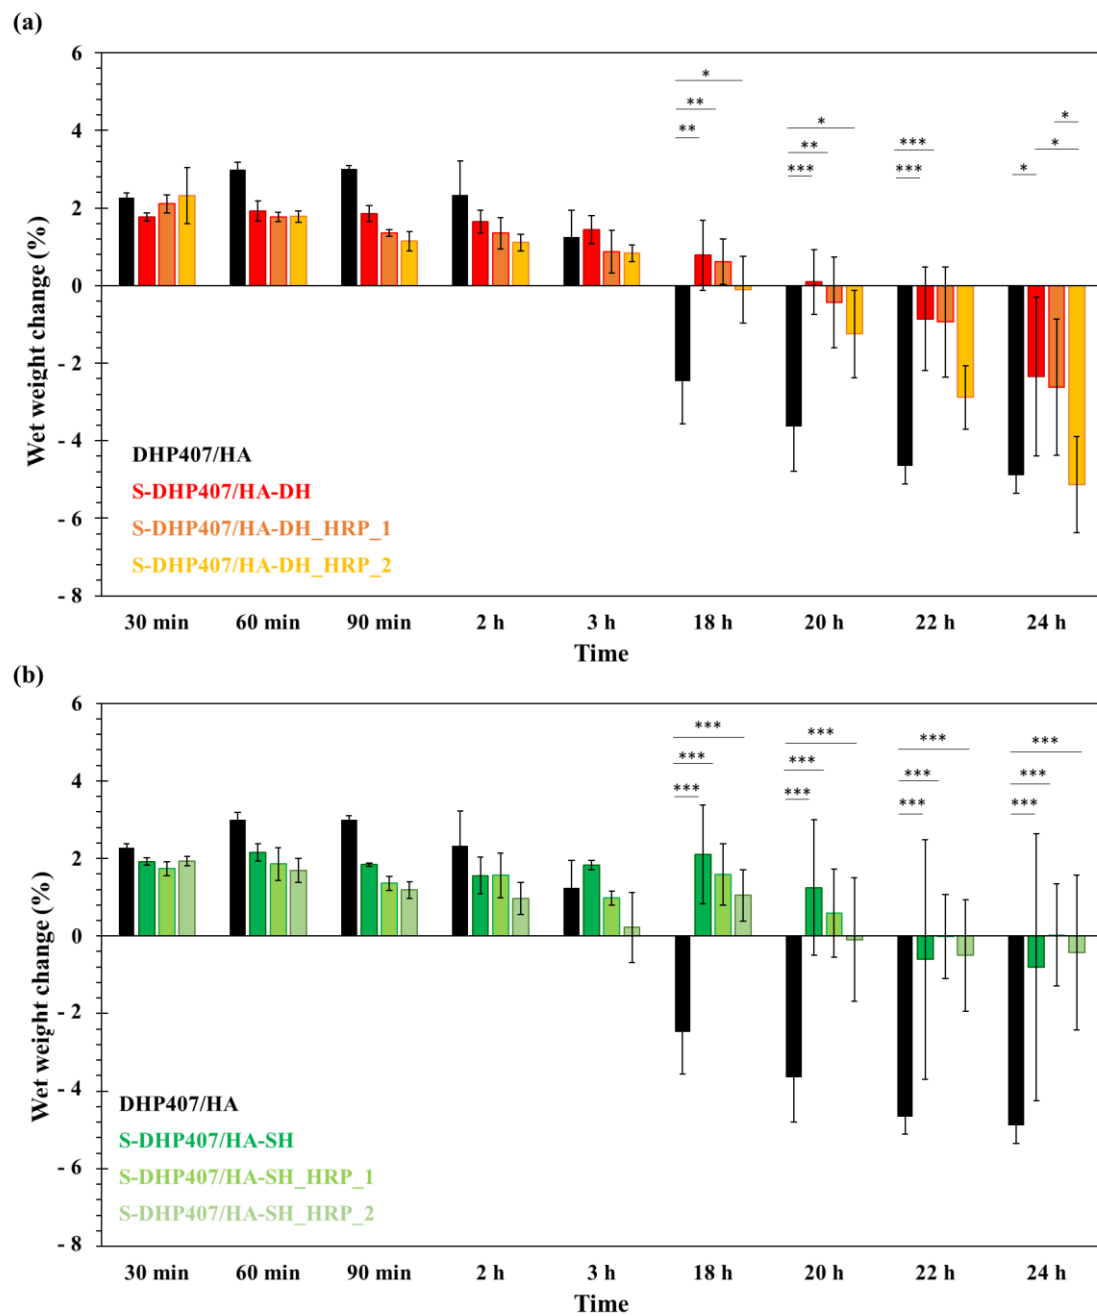 (a)
6
4
2
0
- 2
- 4
- 6
- 8
Wet weight change (%)
*
**
**
*
**
***
***
***
*
*
*
DHP407/HA
S-DHP407/HA-DH
S-DHP407/HA-DH_HRP_1
S-DHP407/HA-DH_HRP_2
30 min 60 min 90 min 2 h 3 h 18 h 20 h 22 h 24 h
Time
(b)
6
4
2
0
- 2
- 4
- 6
- 8
Wet weight change (%)
***
***
***
***
***
***
***
***
***
***
***
***
DHP407/HA
S-DHP407/HA-SH
S-DHP407/HA-SH_HRP_1
S-DHP407/HA-SH_HRP_2
30 min 60 min 90 min 2 h 3 h 18 h 20 h 22 h 24 h
Time